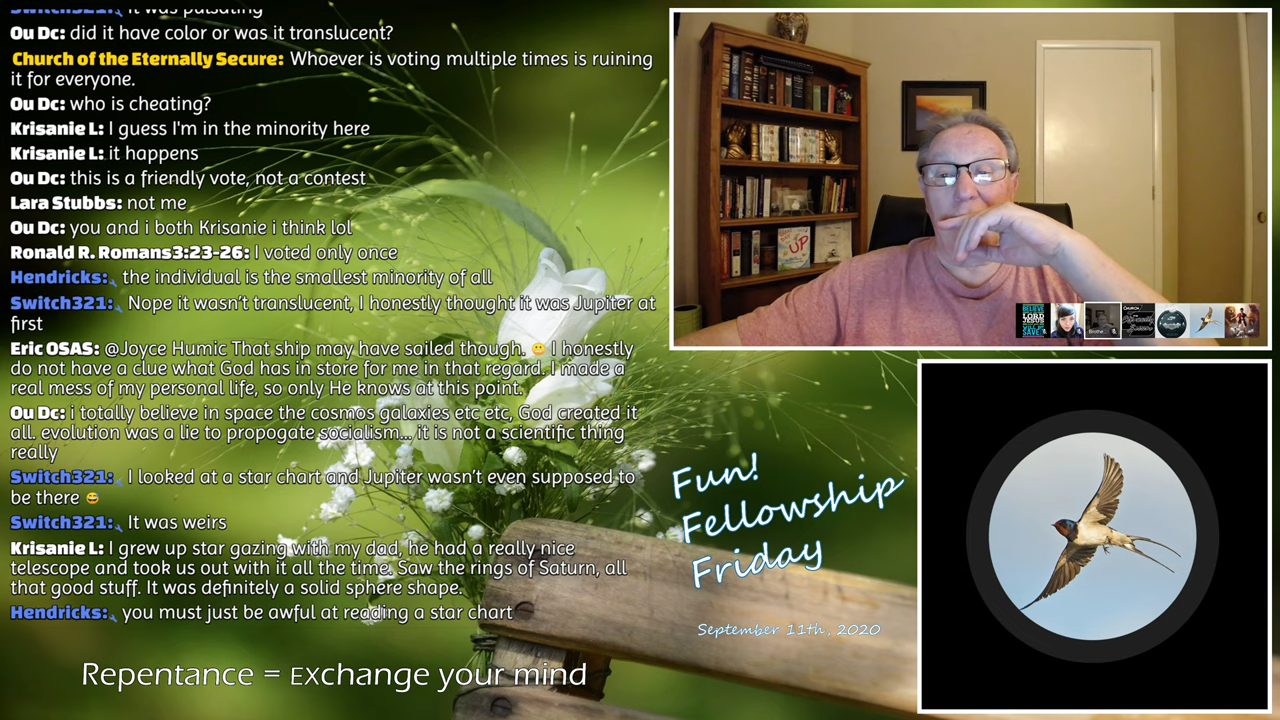 Switch321: It was pulsating
Ou Dc: did it have color or was it translucent?
Church of the Eternally Secure: Whoever is voting multiple times is ruining
it for everyone.
Ou Dc: who is cheating?
Krisanie L: I guess I'm in the minority here
Krisanie L: it happens
Ou Dc: this is a friendly vote, not a contest
Lara Stubbs: not me
Ou Dc: you and i both Krisanie i think lol
Ronald R. Romans3:23-26: I voted only once
Hendricks: the individual is the smallest minority of all
Switch321: Nope it wasn't translucent, I honestly thought it was Jupiter at
first
Eric OSAS: @Joyce Humic That ship may have sailed though. 😬 I honestly
do not have a clue what God has in store for me in that regard. I made a
real mess of my personal life, so only He knows at this point.
Ou Dc: i totally believe in space the cosmos galaxies etc etc, God created it
all. evolution was a lie to propogate socialism... it is not a scientific thing
really
Switch321: I looked at a star chart and Jupiter wasn't even supposed to
be there 😅
Switch321: It was weirs
Krisanie L: I grew up star gazing with my dad, he had a really nice
telescope and took us out with it all the time. Saw the rings of Saturn, all
that good stuff. It was definitely a solid sphere shape.
Hendricks: you must just be awful at reading a star chart
Repentance = EXchange your mind
UP
BELIEVE
LORD
JESUS
SAVED
Brothe...
CHURCH
Fun!
Fellowship
Friday
September 11th, 2020